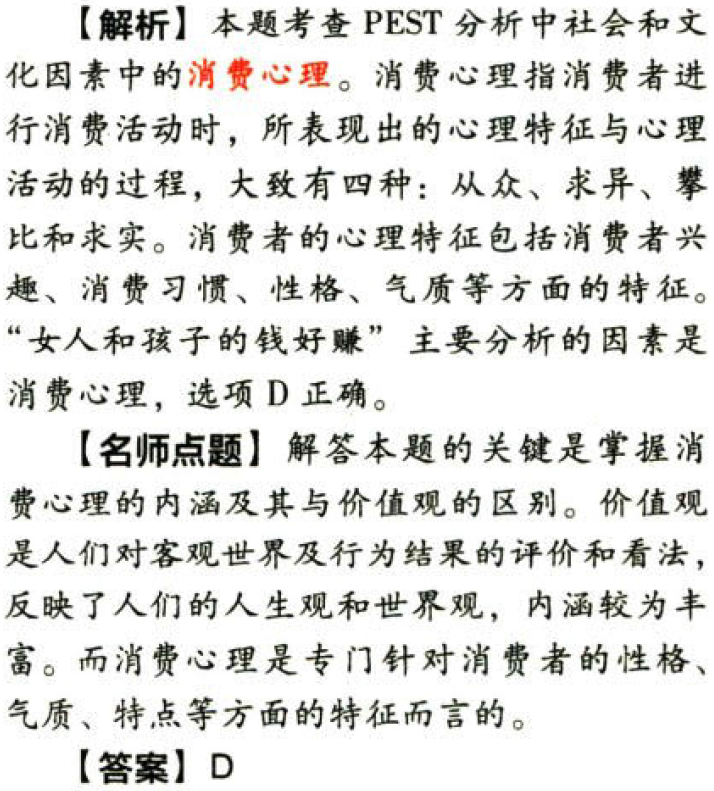 【解析】本题考查 PEST 分析中社会和文
化因素中的消费心理。消费心理指消费者进
行消费活动时，所表现出的心理特征与心理
活动的过程，大致有四种：从众、求异、攀
比和求实。消费者的心理特征包括消费者兴
趣、消费习惯、性格、气质等方面的特征。
“女人和孩子的钱好赚”主要分析的因素是
消费心理，选项 D 正确。
【名师点题】解答本题的关键是掌握消
费心理的内涵及其与价值观的区别。价值观
是人们对客观世界及行为结果的评价和看法，
反映了人们的人生观和世界观，内涵较为丰
富。而消费心理是专门针对消费者的性格、
气质、特点等方面的特征而言的。
【答案】D